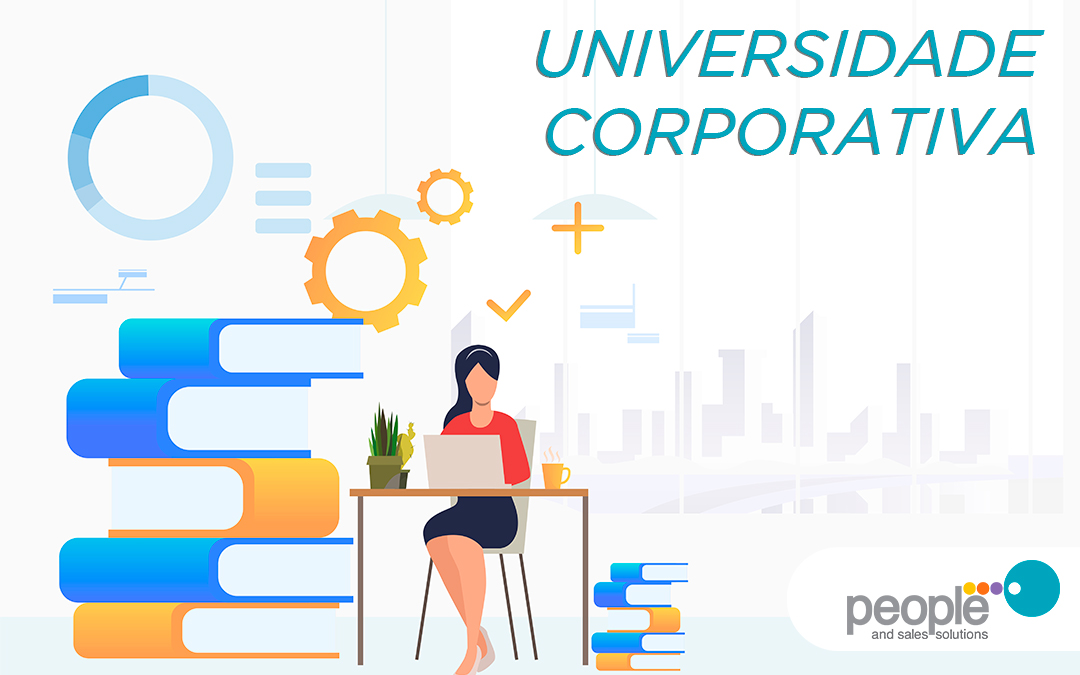 UNIVERSIDADE
CORPORATIVA
people
and sales solutions